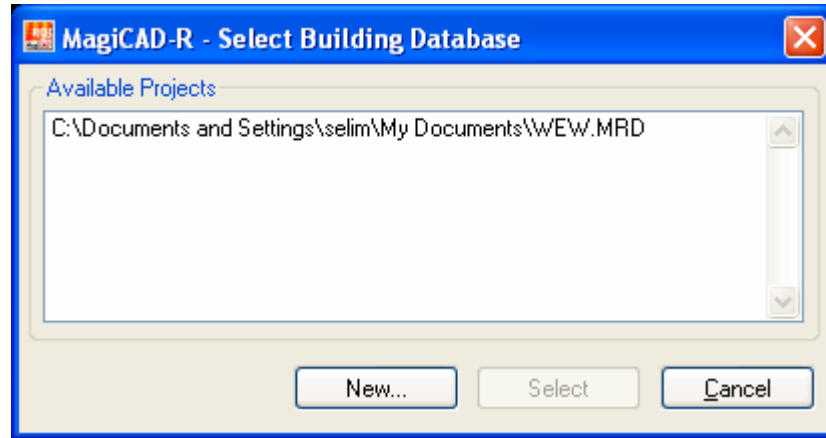 MagiCAD-R - Select Building Database
Available Projects
C:\Documents and Settings\selim\My Documents\WEW.MRD
New... Select Cancel